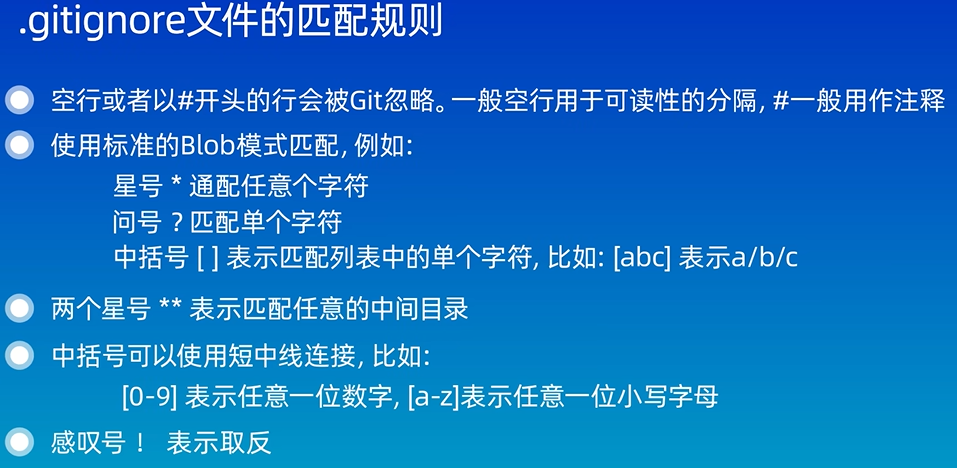 .gitignore文件的匹配规则
空行或者以#开头的行会被Git忽略。一般空行用于可读性的分隔, #一般用作注释
使用标准的Blob模式匹配, 例如:
星号 * 通配任意个字符
问号 ? 匹配单个字符
中括号 [ ] 表示匹配列表中的单个字符, 比如: [abc] 表示a/b/c
两个星号 ** 表示匹配任意的中间目录
中括号可以使用短中线连接, 比如:
[0-9] 表示任意一位数字, [a-z]表示任意一位小写字母
感叹号 ! 表示取反